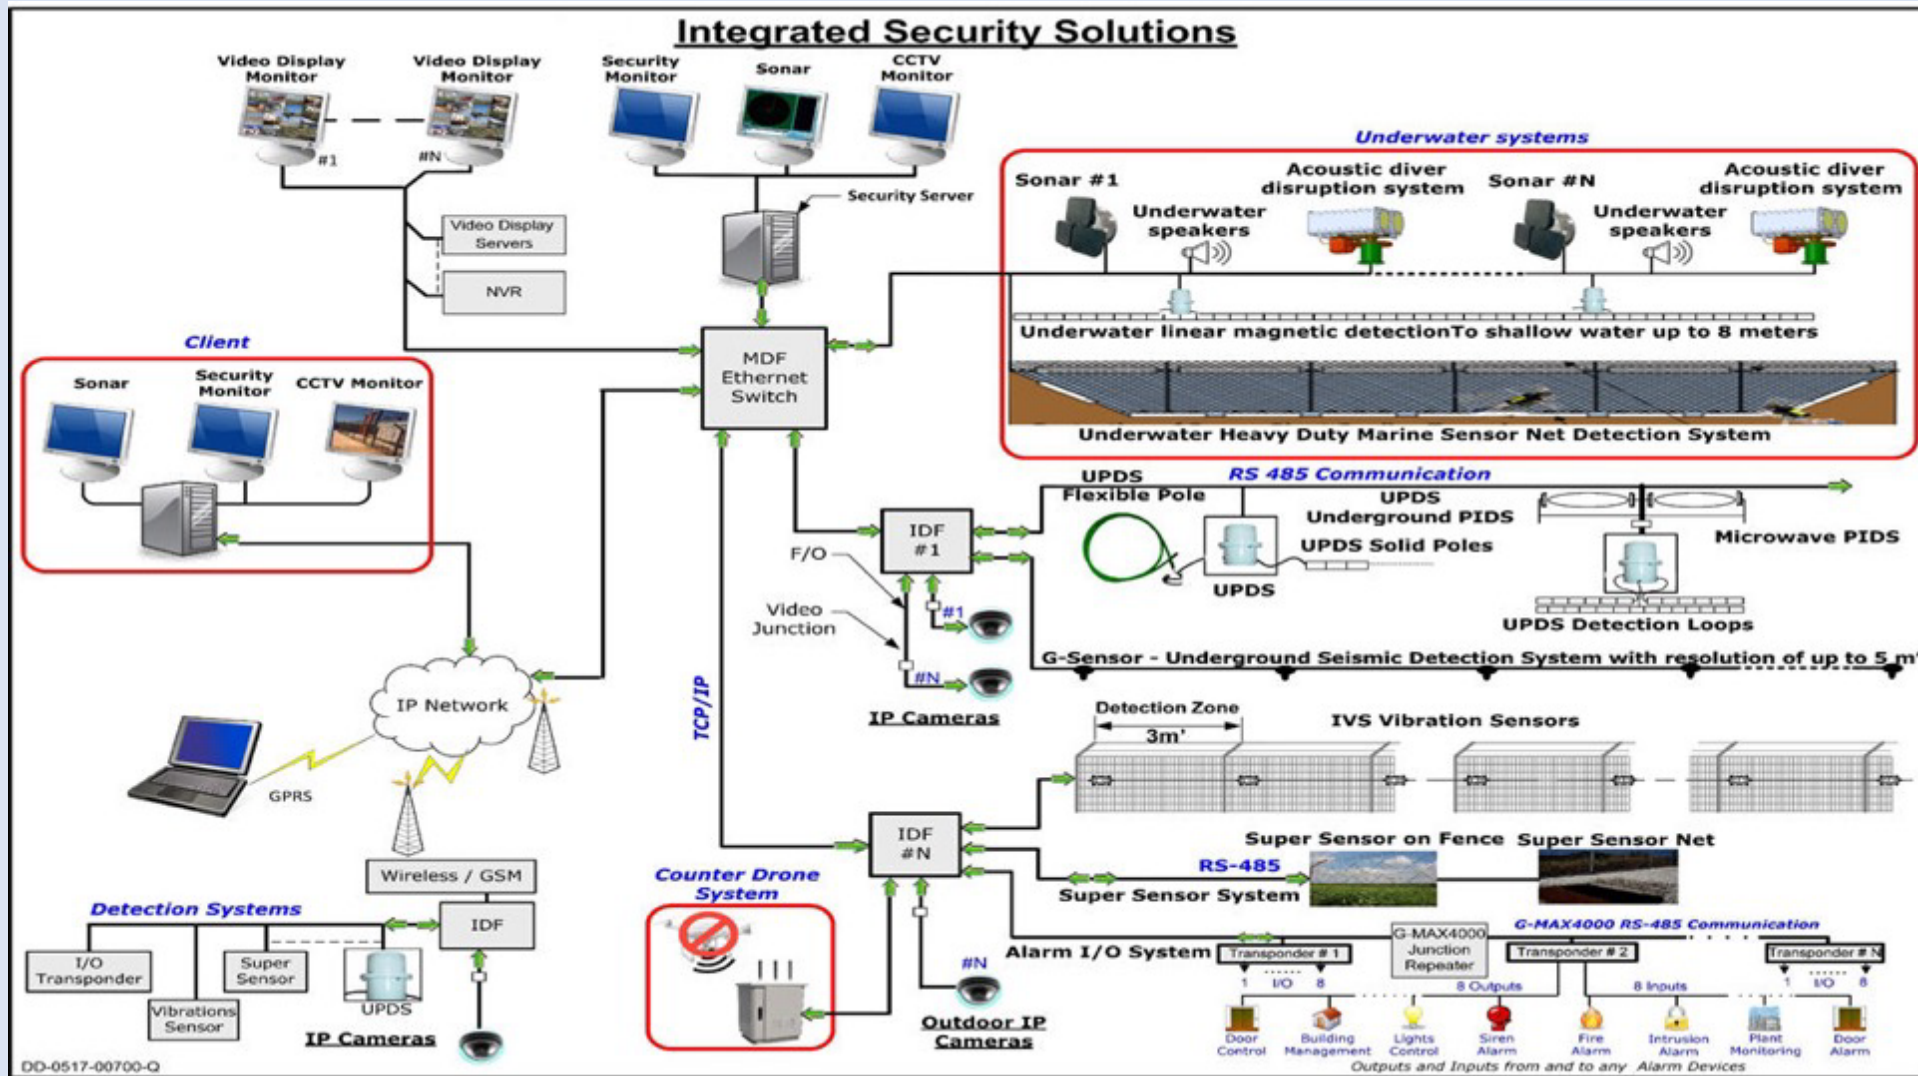 Integrated Security Solutions
Video Display
Monitor
#1
Video Display
Monitor
#N
Security
Monitor
Sonar
CCTV
Monitor
Security Server
Video Display
Servers
NVR
MDF
Ethernet
Switch
Underwater systems
Sonar #1
Underwater
speakers
Acoustic diver
disruption system
Sonar #N
Underwater
speakers
Acoustic diver
disruption system
Underwater linear magnetic detectionTo shallow water up to 8 meters
Underwater Heavy Duty Marine Sensor Net Detection System
Client
Sonar
Security
Monitor
CCTV Monitor
RS 485 Communication
UPDS
Flexible Pole
UPDS
Underground PIDS
UPDS Solid Poles
UPDS
Microwave PIDS
UPDS Detection Loops
IDF
#1
F/O
Video
Junction
#1
#N
IP Cameras
G-Sensor - Underground Seismic Detection System with resolution of up to 5 m'
TCP/IP
IP Network
GPRS
Detection Zone
3m'
IVS Vibration Sensors
IDF
#N
Super Sensor on Fence
Super Sensor Net
RS-485
Super Sensor System
Wireless / GSM
Detection Systems
IDF
I/O
Transponder
Vibrations
Sensor
Super
Sensor
UPDS
IP Cameras
Counter Drone
System
#N
Outdoor IP
Cameras
Alarm I/O System
G-MAX4000
Junction
Repeater
G-MAX4000 RS-485 Communication
Transponder # 1
Transponder # 2
Transponder # N
1 I/O 8
8 Outputs
8 Inputs
1 I/O 8
Door
Control
Building
Management
Lights
Control
Siren
Alarm
Fire
Alarm
Intrusion
Alarm
Plant
Monitoring
Door
Alarm
Outputs and Inputs from and to any Alarm Devices
DD-0517-00700-Q